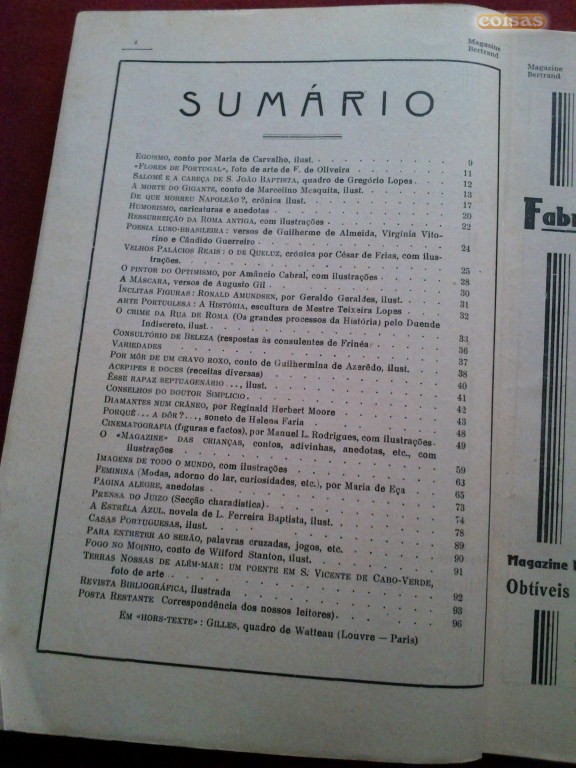 coisas
Magazine
Bertrand
SUMÁRIO
EGOISMO, conto por Maria de Carvalho, ilust. 9
«FLORES DE PORTUGAL», foto de arte de F. de Oliveira 11
SALOMÉ E A CABEÇA DE S. JOÃO BAPTISTA, quadro de Gregório Lopes 12
A MORTE DO GIGANTE, conto de Marcelino Mesquita, ilust. 13
DE QUE MORREU NAPOLEÃO?, crónica ilust. 17
HUMORISMO, caricaturas e anedotas 20
RESSURREIÇÃO DA ROMA ANTIGA, com ilustrações 22
POESIA LUSO-BRASILEIRA: versos de Guilherme de Almeida, Virgínia Vito-
rino e Cândido Guerreiro 24
VELHOS PALÁCIOS REAIS: O DE QUELUZ, crónica por César de Frias, com ilus-
trações. 25
O PINTOR DO OPTIMISMO, por Amâncio Cabral, com ilustrações 28
A MÁSCARA, versos de Augusto Gil 30
ÍNCLITAS FIGURAS: RONALD AMUNDSEN, por Geraldo Geraldes, ilust. 31
ARTE PORTUGUESA: A HISTÓRIA, escultura de Mestre Teixeira Lopes 32
O CRIME DA RUA DE ROMA (Os grandes processos da História) pelo Duende
Indiscreto, ilust. 33
CONSULTÓRIO DE BELEZA (respostas às consulentes de Frinéa) 36
VARIEDADES 37
POR MÔR DE UM CRAVO ROXO, conto de Guilhermina de Azerêdo, ilust. 38
ACEPIPES E DOCES (receitas diversas) 40
ÊSSE RAPAZ SEPTUAGENÁRIO..., ilust. 41
CONSELHOS DO DOUTOR SIMPLICIO 42
DIAMANTES NUM CRÂNEO, por Reginald Herbert Moore 43
PORQUÊ... A DÔR?..., soneto de Helena Faria 48
CINEMATOGRAFIA (figuras e factos), por Manuel L. Rodrigues, com ilustrações 49
O «MAGAZINE» DAS CRIANÇAS, contos, adivinhas, anedotas, etc., com
ilustrações 59
IMAGENS DE TODO O MUNDO, com ilustrações 63
FEMININA (Modas, adorno do lar, curiosidades, etc.), por Maria de Eça 65
PÁGINA ALEGRE, anedotas 73
PRENSA DO JUIZO (Secção charadística) 74
A ESTRÊLA AZUL, novela de L. Ferreira Baptista, ilust. 78
CASAS PORTUGUESAS, ilust. 89
PARA ENTRETER AO SERÃO, palavras cruzadas, jogos, etc. 90
FOGO NO MOINHO, conto de Wilford Stanton, ilust. 91
TERRAS NOSSAS DE ALÉM-MAR: UM POENTE EM S. VICENTE DE CABO-VERDE,
foto de arte 92
REVISTA BIBLIOGRÁFICA, ilustrada 93
POSTA RESTANTE Correspondência dos nossos leitores) 96
EM «HORS-TEXTE»: GILLES, quadro de Watteau (Louvre — Paris)
Magazine
Bertrand
Fabr
Magazine
Obtíveis